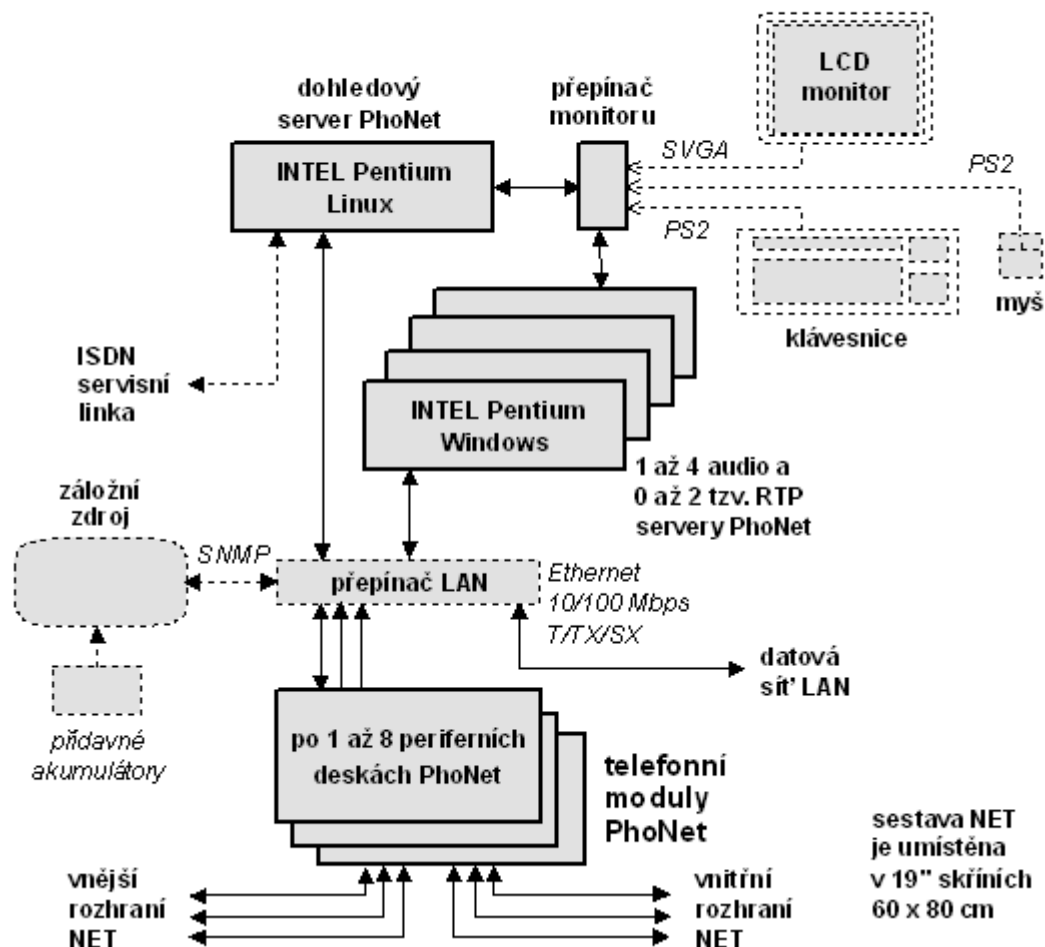 LCD
monitor
dohledový
server PhoNet
přepínač
monitoru
INTEL Pentium
Linux
SVGA
PS2
PS2
klávesnice
myš
ISDN
servisní
linka
INTEL Pentium
Windows
1 až 4 audio a
0 až 2 tzv. RTP
servery PhoNet
záložní
zdroj
SNMP
přepínač LAN
Ethernet
10/100 Mbps
T/TX/SX
datová
síť LAN
přídavné
akumulátory
po 1 až 8 periferních
deskách PhoNet
telefonní
moduly
PhoNet
sestava NET
je umístěna
v 19" skříních
60 x 80 cm
vnější
rozhraní
NET
vnitřní
rozhraní
NET